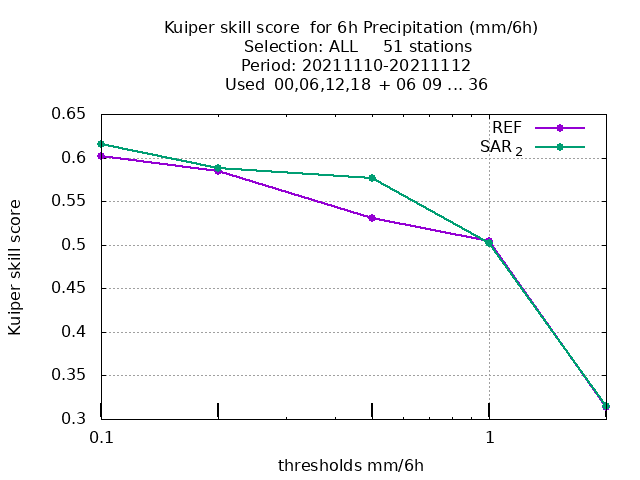 Kuiper skill score  for 6h Precipitation (mm/6h)
Selection: ALL     51 stations
Period: 20211110-20211112
Used  00,06,12,18  + 06 09 ... 36
0.65
REF
SAR 2
0.6
0.55
0.5
0.45
0.4
0.35
0.3
Kuiper skill score
0.1
1
thresholds mm/6h